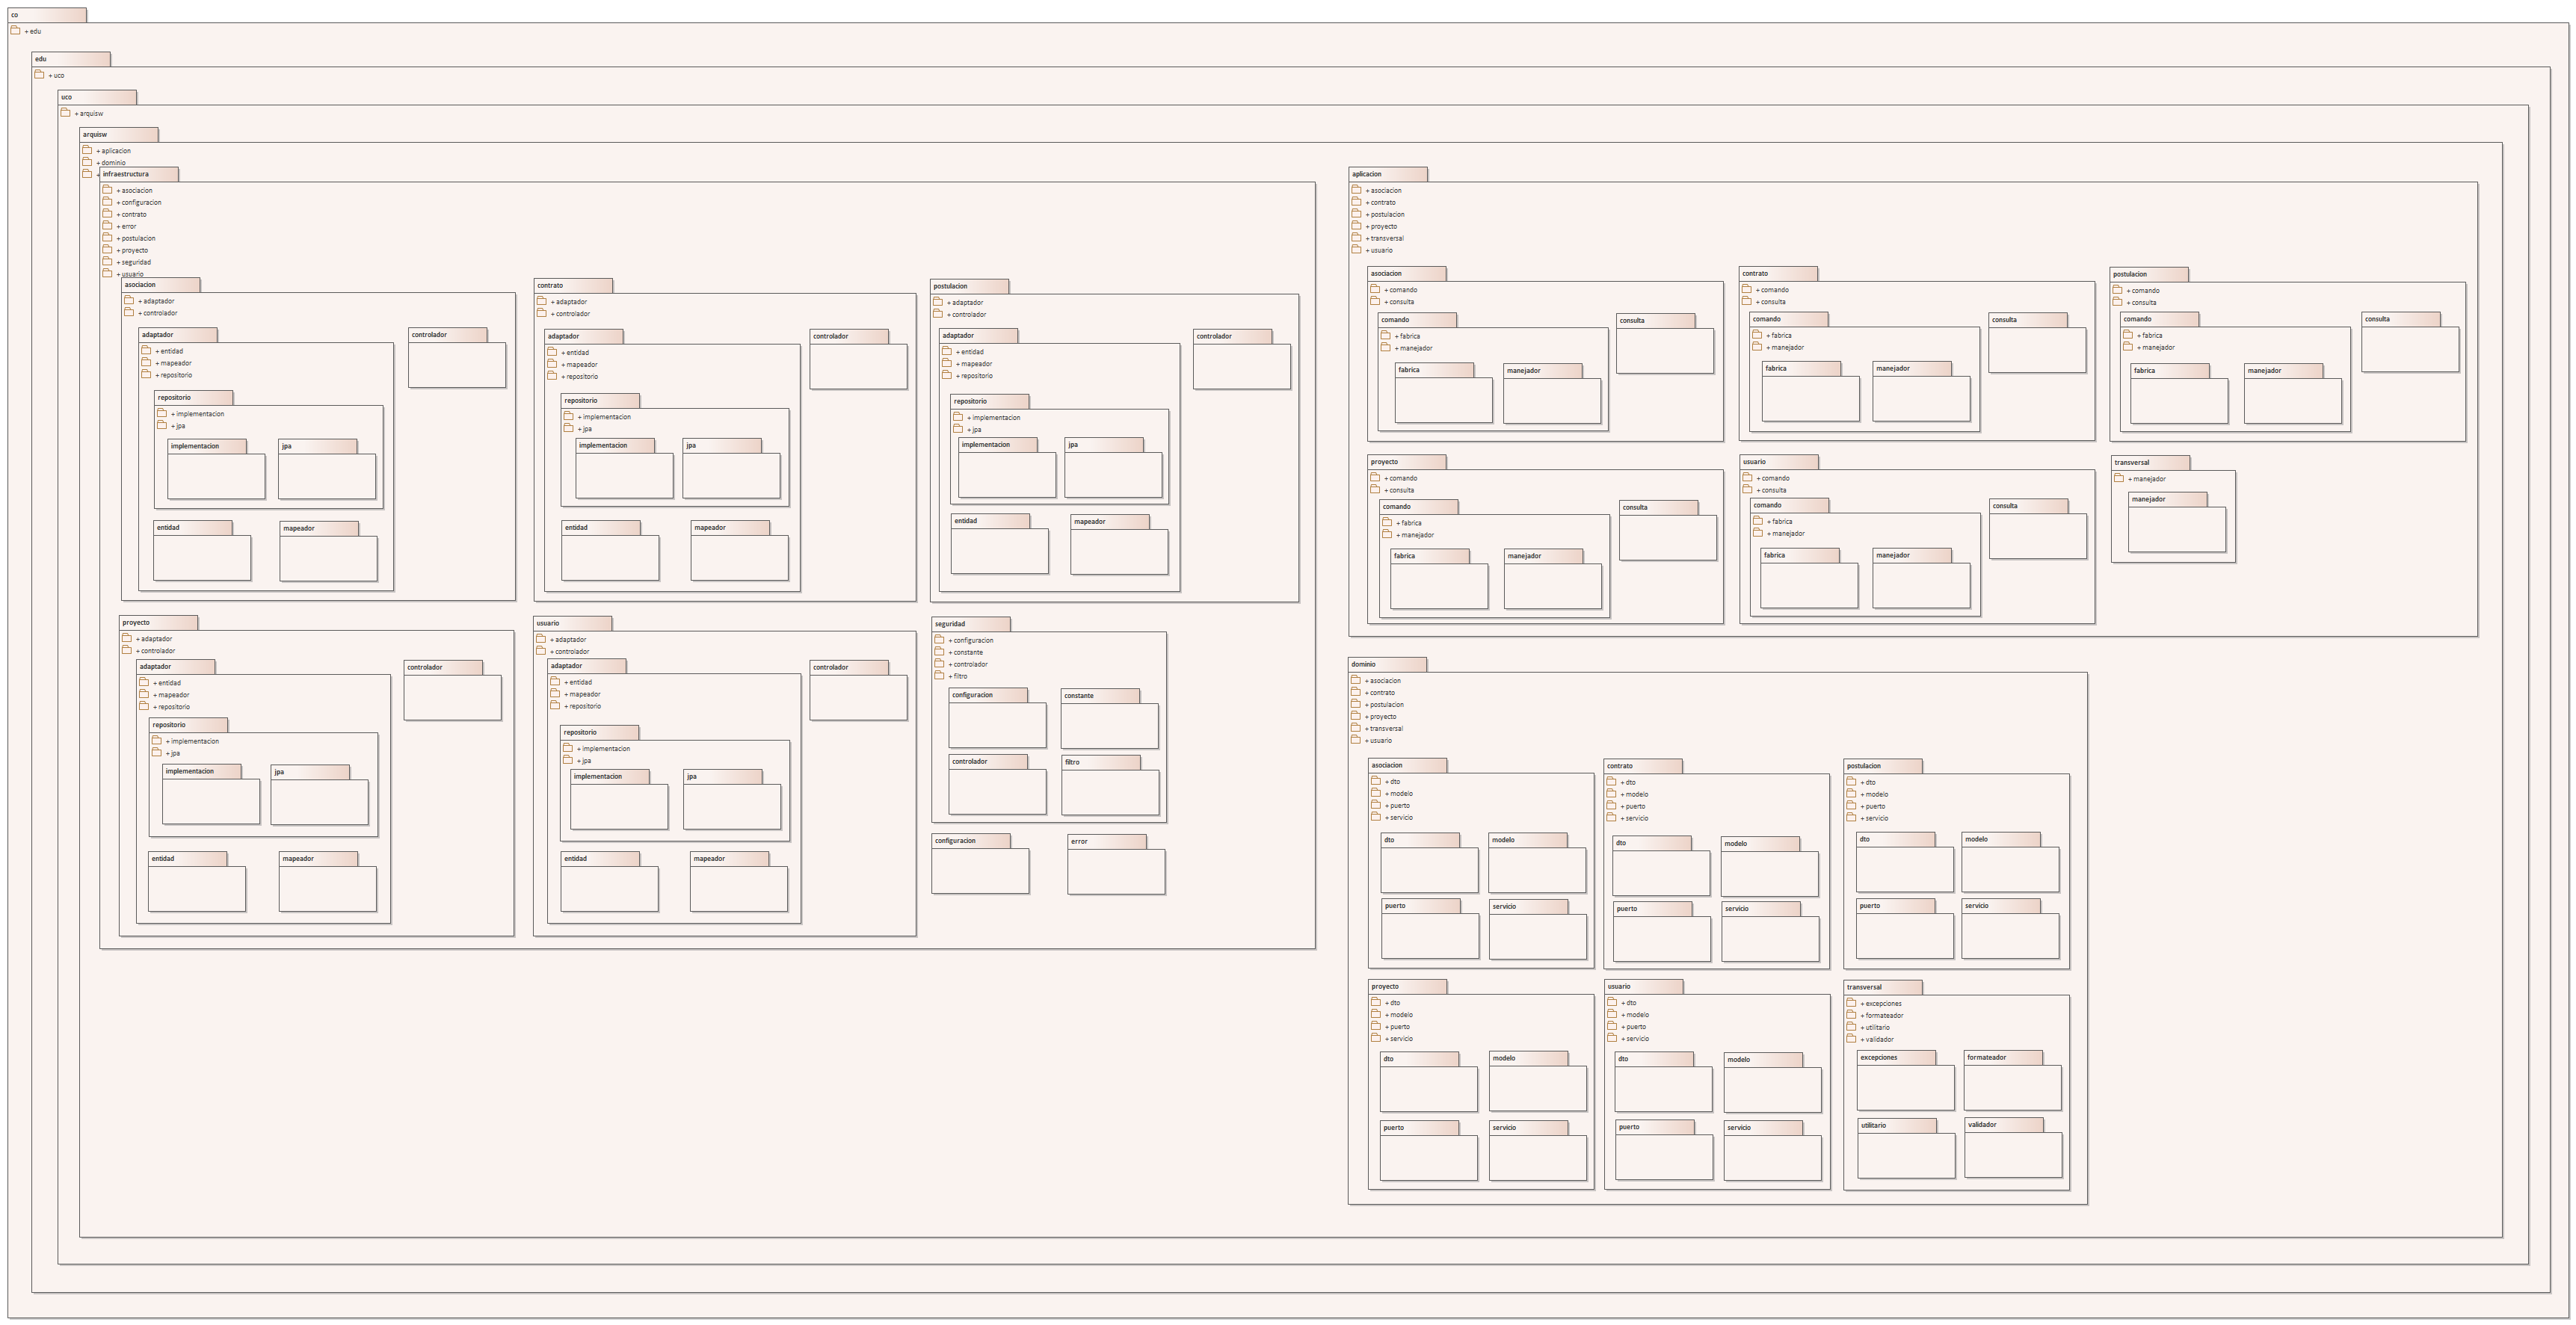 co
+ edu
edu
+ uco
uco
+ arquisw
arquisw
+ aplicacion
+ dominio
+
infraestructura
+ asociacion
+ configuracion
+ contrato
+ error
+ postulacion
+ proyecto
+ seguridad
+ usuario
asociacion
+ adaptador
+ controlador
adaptador
+ entidad
+ mapeador
+ repositorio
repositorio
+ implementacion
+ jpa
implementacion
jpa
entidad
mapeador
controlador
contrato
+ adaptador
+ controlador
adaptador
+ entidad
+ mapeador
+ repositorio
repositorio
+ implementacion
+ jpa
implementacion
jpa
entidad
mapeador
controlador
postulacion
+ adaptador
+ controlador
adaptador
+ entidad
+ mapeador
+ repositorio
repositorio
+ implementacion
+ jpa
implementacion
jpa
entidad
mapeador
controlador
proyecto
+ adaptador
+ controlador
adaptador
+ entidad
+ mapeador
+ repositorio
repositorio
+ implementacion
+ jpa
implementacion
jpa
entidad
mapeador
controlador
usuario
+ adaptador
+ controlador
adaptador
+ entidad
+ mapeador
+ repositorio
repositorio
+ implementacion
+ jpa
implementacion
jpa
entidad
mapeador
controlador
seguridad
+ configuracion
+ constante
+ controlador
+ filtro
configuracion
constante
controlador
filtro
configuracion
error
aplicacion
+ asociacion
+ contrato
+ postulacion
+ proyecto
+ transversal
+ usuario
asociacion
+ comando
+ consulta
comando
+ fabrica
+ manejador
fabrica
manejador
consulta
contrato
+ comando
+ consulta
comando
+ fabrica
+ manejador
fabrica
manejador
consulta
postulacion
+ comando
+ consulta
comando
+ fabrica
+ manejador
fabrica
manejador
consulta
proyecto
+ comando
+ consulta
comando
+ fabrica
+ manejador
fabrica
manejador
consulta
usuario
+ comando
+ consulta
comando
+ fabrica
+ manejador
fabrica
manejador
consulta
transversal
+ manejador
manejador
dominio
+ asociacion
+ contrato
+ postulacion
+ proyecto
+ transversal
+ usuario
asociacion
+ dto
+ modelo
+ puerto
+ servicio
dto
modelo
puerto
servicio
contrato
+ dto
+ modelo
+ puerto
+ servicio
dto
modelo
puerto
servicio
postulacion
+ dto
+ modelo
+ puerto
+ servicio
dto
modelo
puerto
servicio
proyecto
+ dto
+ modelo
+ puerto
+ servicio
dto
modelo
puerto
servicio
usuario
+ dto
+ modelo
+ puerto
+ servicio
dto
modelo
puerto
servicio
transversal
+ excepciones
+ formateador
+ utilitario
+ validador
excepciones
formateador
utilitario
validador